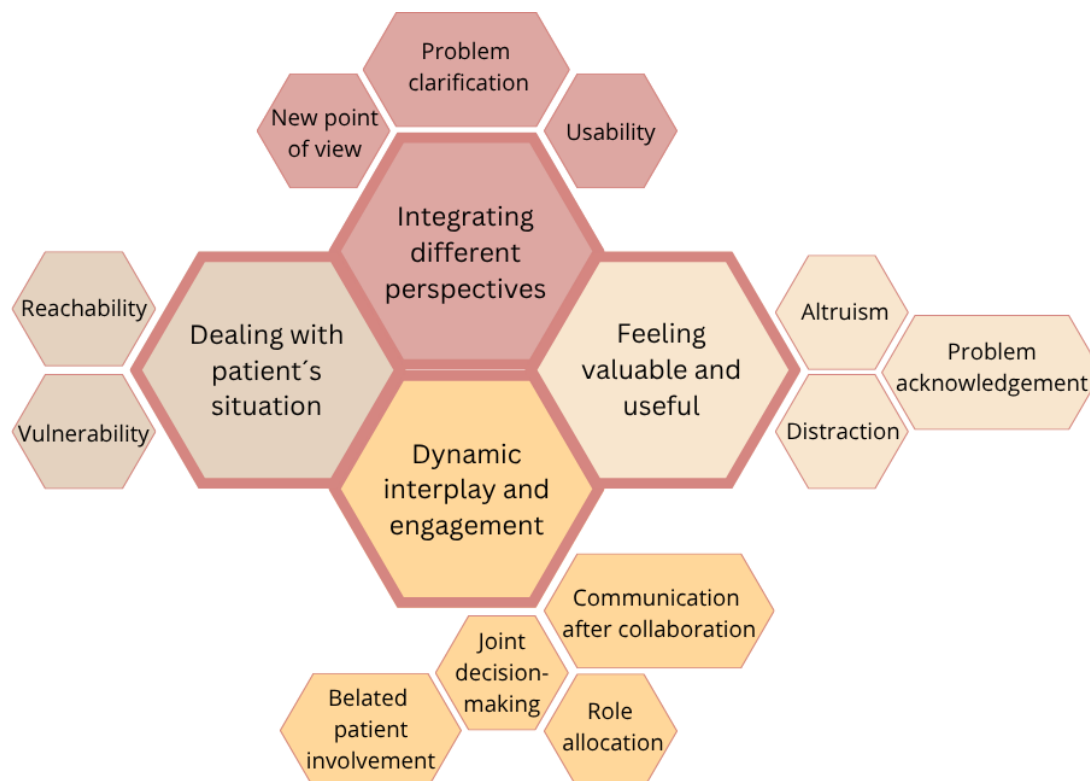 Problem
clarification
New point
of view
Usability
Integrating
different
perspectives
Reachability
Vulnerability
Dealing with
patient´s
situation
Feeling
valuable and
useful
Altruism
Problem
acknowledgement
Distraction
Dynamic
interplay and
engagement
Communication
after collaboration
Joint
decision-
making
Belated
patient
involvement
Role
allocation